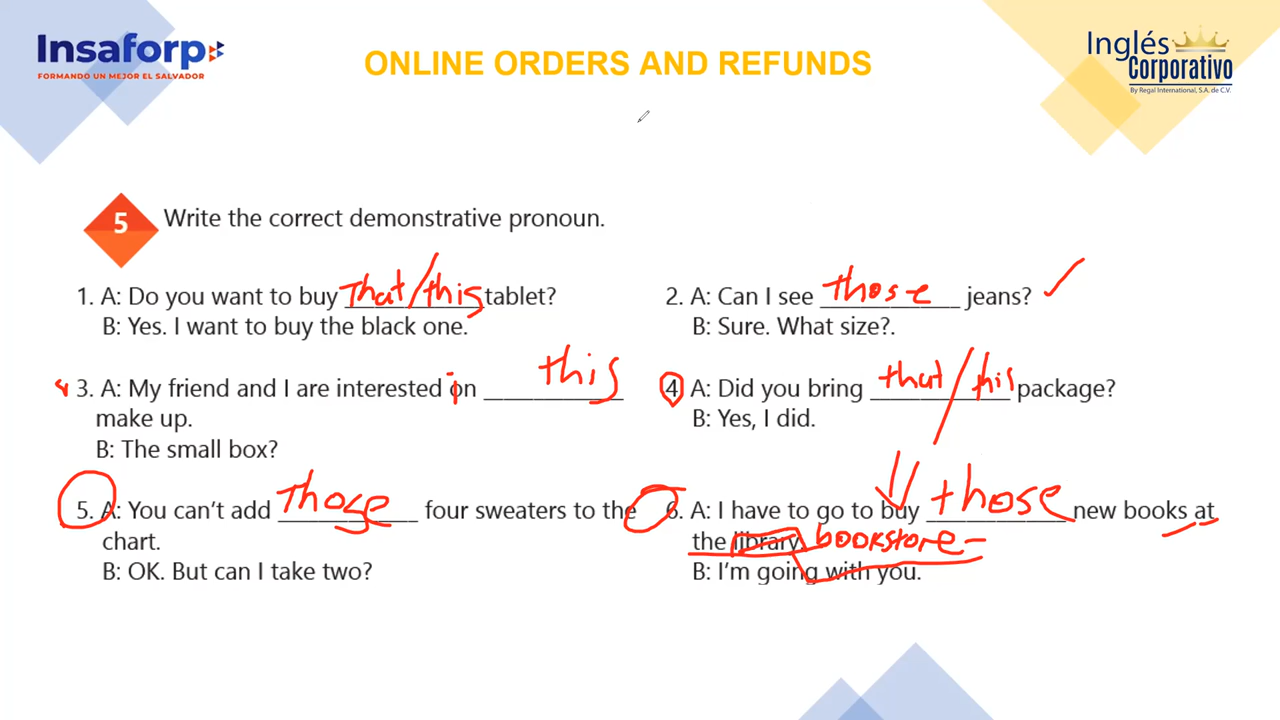 Insaforp
FORMANDO UN MEJOR EL SALVADOR
ONLINE ORDERS AND REFUNDS
Inglés
Corporativo
By Regal International, S.A. de C.V.
5 Write the correct demonstrative pronoun.
1. A: Do you want to buy That/this tablet?
B: Yes. I want to buy the black one.
2. A: Can I see those jeans?
B: Sure. What size?.
3. A: My friend and I are interested in this
make up.
B: The small box?
4. A: Did you bring that/this package?
B: Yes, I did.
5. A: You can't add Those four sweaters to the
chart.
B: OK. But can I take two?
6. A: I have to go to buy those new books at
the library. bookstore
B: I'm going with you.